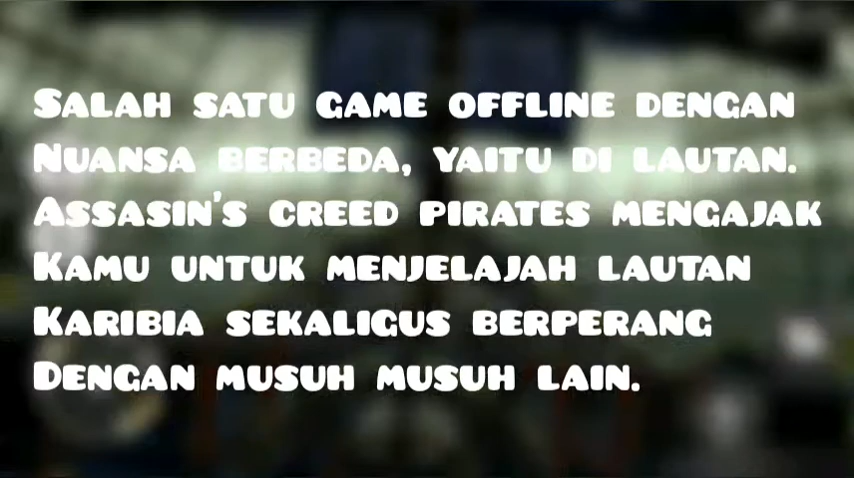 Salah satu game offline dengan
Nuansa berbeda, yaitu di lautan.
Assasin's creed pirates mengajak
Kamu untuk menjelajah lautan
Karibia sekaligus berperang
Dengan musuh musuh lain.